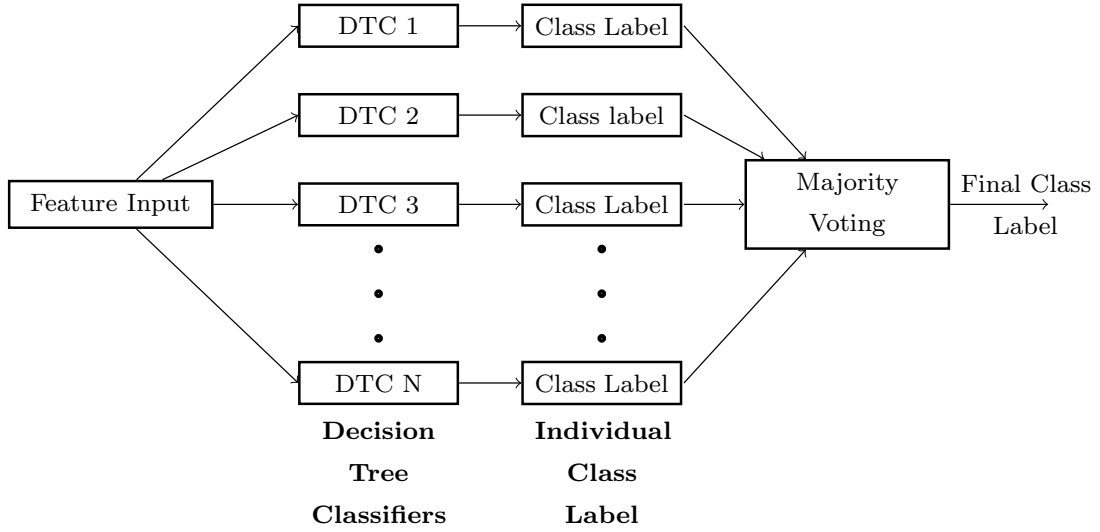 DTC 1
Class Label
DTC 2
Class label
Feature Input
DTC 3
Class Label
Majority
Voting
Final Class
Label
DTC N
Class Label
Decision
Tree
Classifiers
Individual
Class
Label